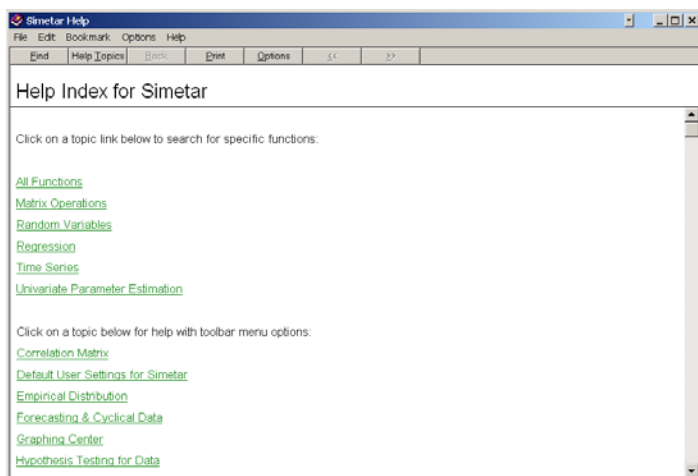 Simetar Help
File Edit Bookmark Options Help
Find Help Topics Back Print Options << >>
Help Index for Simetar
Click on a topic link below to search for specific functions:
All Functions
Matrix Operations
Random Variables
Regression
Time Series
Univariate Parameter Estimation
Click on a topic below for help with toolbar menu options:
Correlation Matrix
Default User Settings for Simetar
Empirical Distribution
Forecasting & Cyclical Data
Graphing Center
Hypothesis Testing for Data